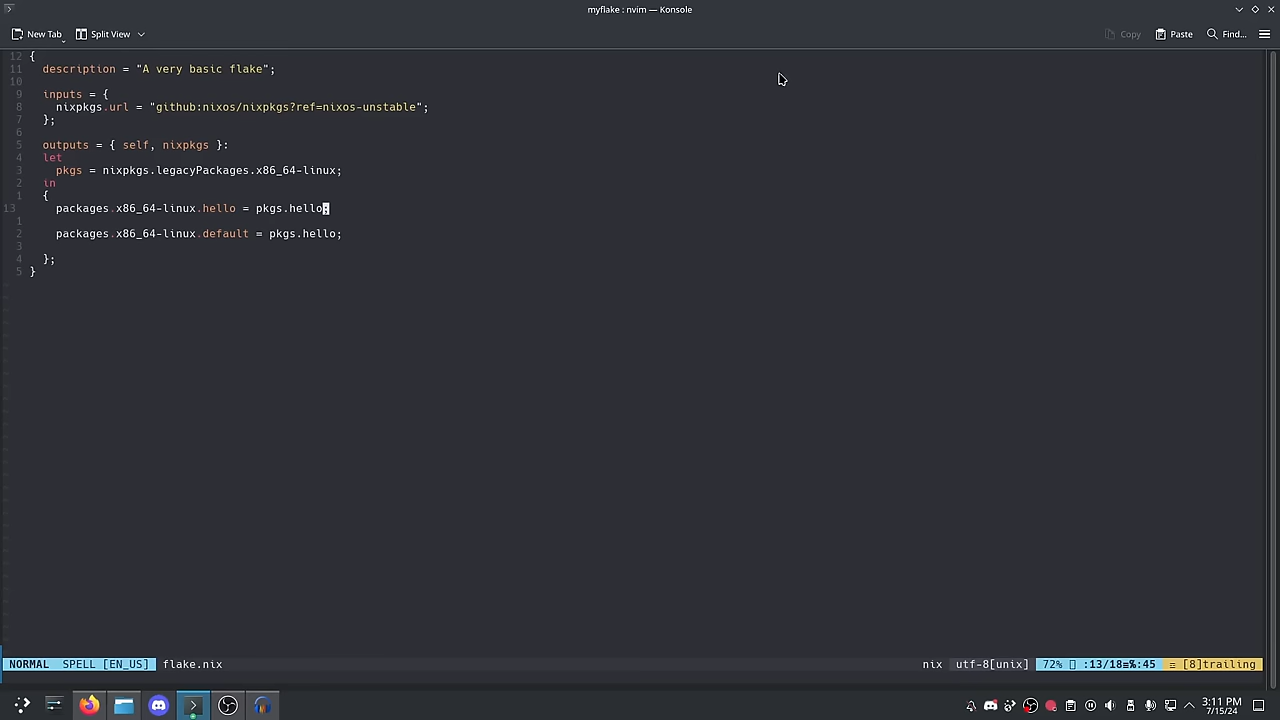 myflake : nvim — Konsole
New Tab Split View Copy Paste Find...
12 {
11 description = "A very basic flake";
10
9 inputs = {
8 nixpkgs.url = "github:nixos/nixpkgs?ref=nixos-unstable";
7 };
6
5 outputs = { self, nixpkgs }:
4 let
3 pkgs = nixpkgs.legacyPackages.x86_64-linux;
2 in
1 {
13 packages.x86_64-linux.hello = pkgs.hello;
1
2 packages.x86_64-linux.default = pkgs.hello;
3
4 };
5 }
NORMAL SPELL [EN_US] flake.nix nix utf-8[unix] 72% :13/18≡%:45 ≡ [8]trailing
3:11 PM
7/15/24